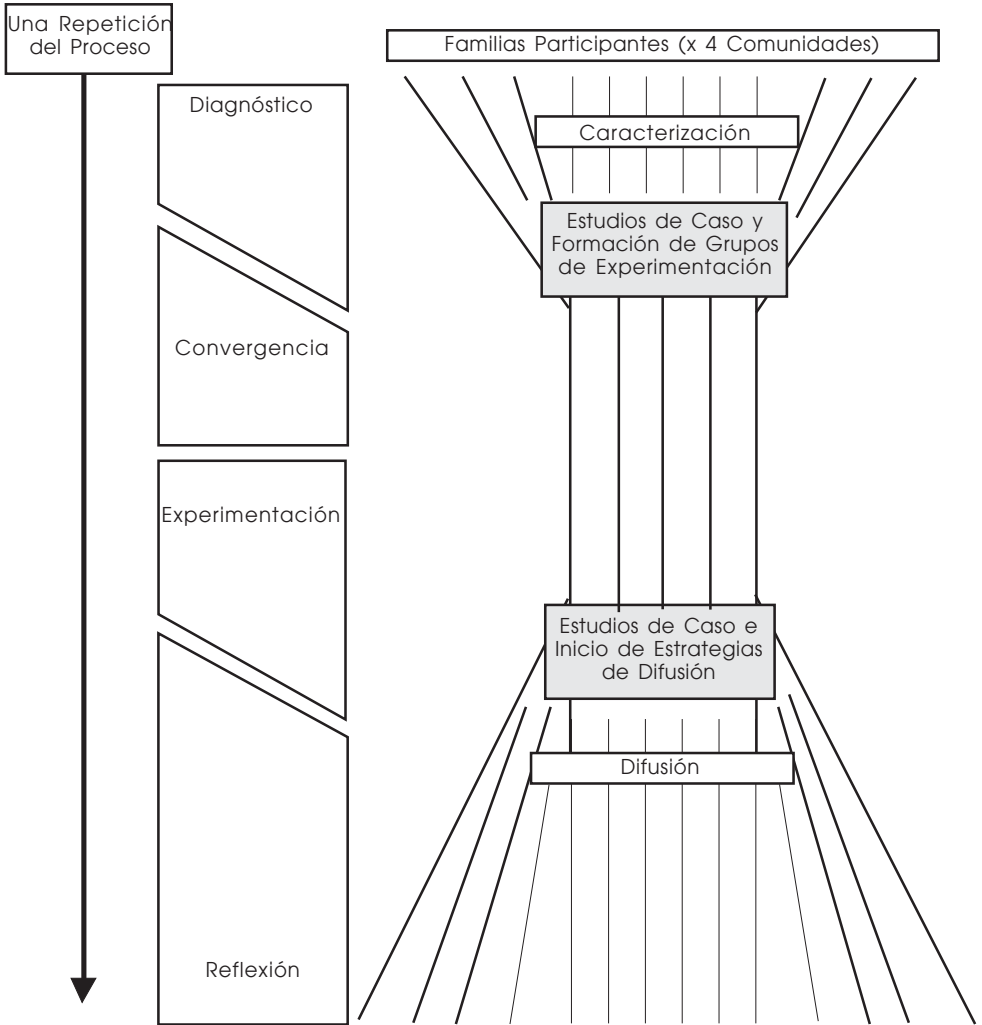 Una Repetición
del Proceso
Familias Participantes (x 4 Comunidades)
Diagnóstico
Caracterización
Estudios de Caso y
Formación de Grupos
de Experimentación
Convergencia
Experimentación
Estudios de Caso e
Inicio de Estrategias
de Difusión
Difusión
Reflexión